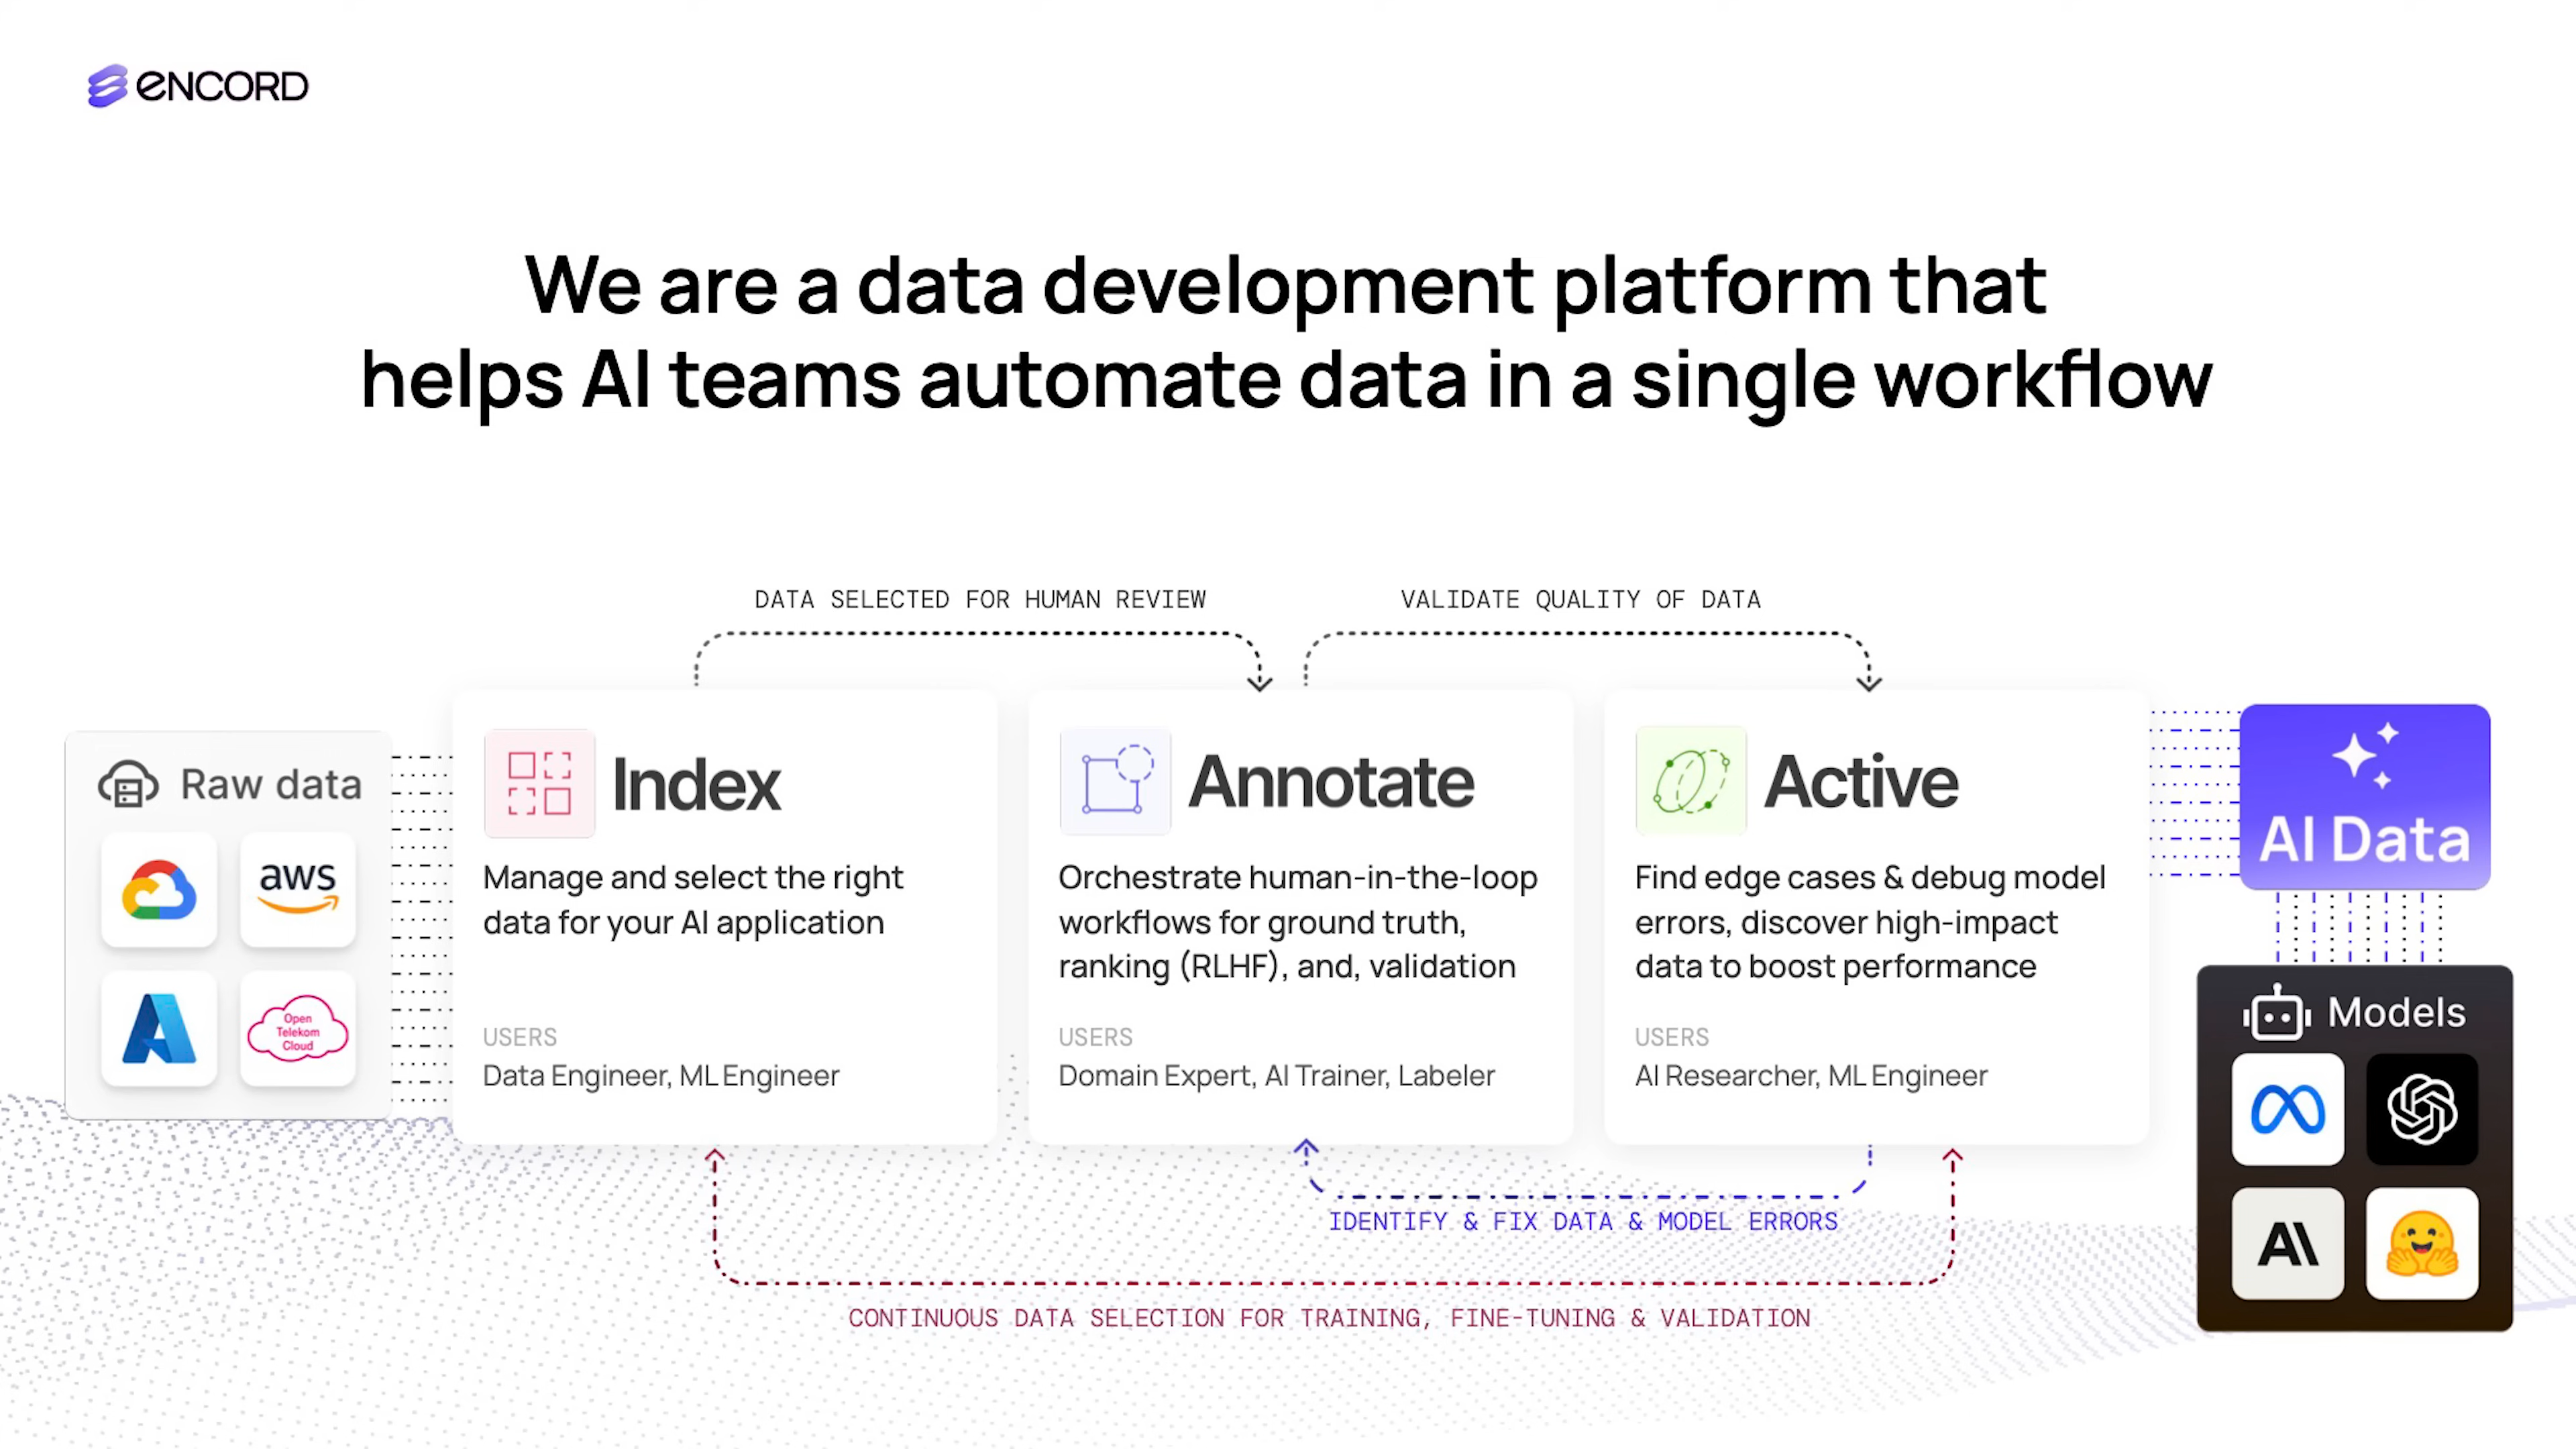 ENCORD
We are a data development platform that
helps AI teams automate data in a single workflow
DATA SELECTED FOR HUMAN REVIEW
VALIDATE QUALITY OF DATA
Raw data
aws
Open
Telekom
Cloud
Index
Manage and select the right
data for your AI application
USERS
Data Engineer, ML Engineer
Annotate
Orchestrate human-in-the-loop
workflows for ground truth,
ranking (RLHF), and, validation
USERS
Domain Expert, AI Trainer, Labeler
Active
Find edge cases & debug model
errors, discover high-impact
data to boost performance
USERS
AI Researcher, ML Engineer
AI Data
Models
A\
IDENTIFY & FIX DATA & MODEL ERRORS
CONTINUOUS DATA SELECTION FOR TRAINING, FINE-TUNING & VALIDATION